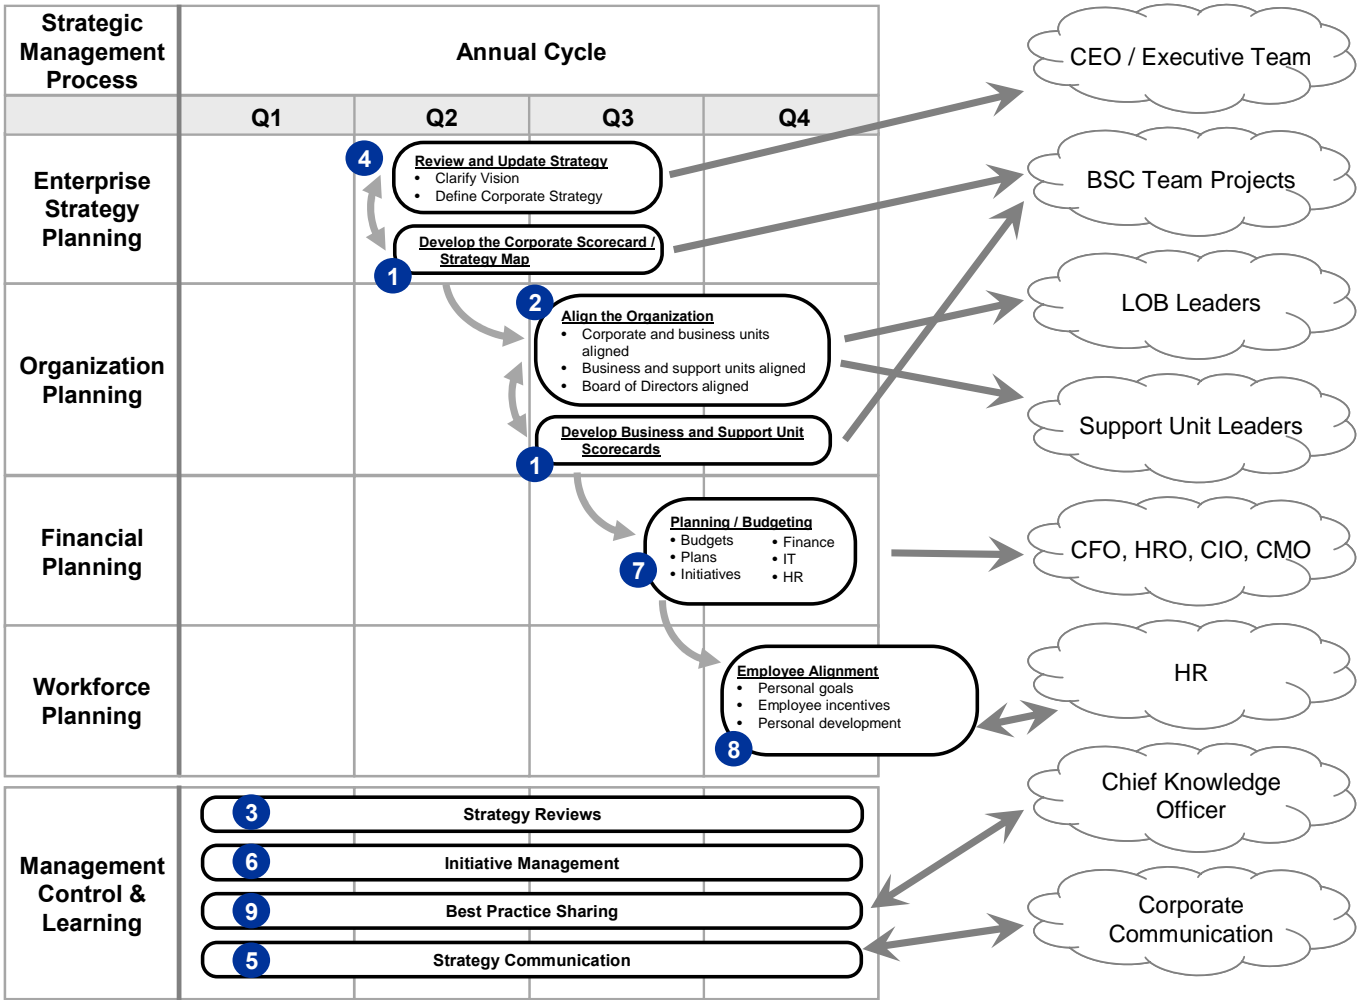 Strategic
Management
Process
Annual Cycle
Q1
Q2
Q3
Q4
Enterprise
Strategy
Planning
4
Review and Update Strategy
• Clarify Vision
• Define Corporate Strategy
Develop the Corporate Scorecard /
Strategy Map
1
Organization
Planning
2
Align the Organization
• Corporate and business units
aligned
• Business and support units aligned
• Board of Directors aligned
Develop Business and Support Unit
Scorecards
1
Financial
Planning
Planning / Budgeting
• Budgets
• Plans
• Initiatives
• Finance
• IT
• HR
7
Workforce
Planning
Employee Alignment
• Personal goals
• Employee incentives
• Personal development
8
Management
Control &
Learning
3
Strategy Reviews
6
Initiative Management
9
Best Practice Sharing
5
Strategy Communication
CEO / Executive Team
BSC Team Projects
LOB Leaders
Support Unit Leaders
CFO, HRO, CIO, CMO
HR
Chief Knowledge
Officer
Corporate
Communication